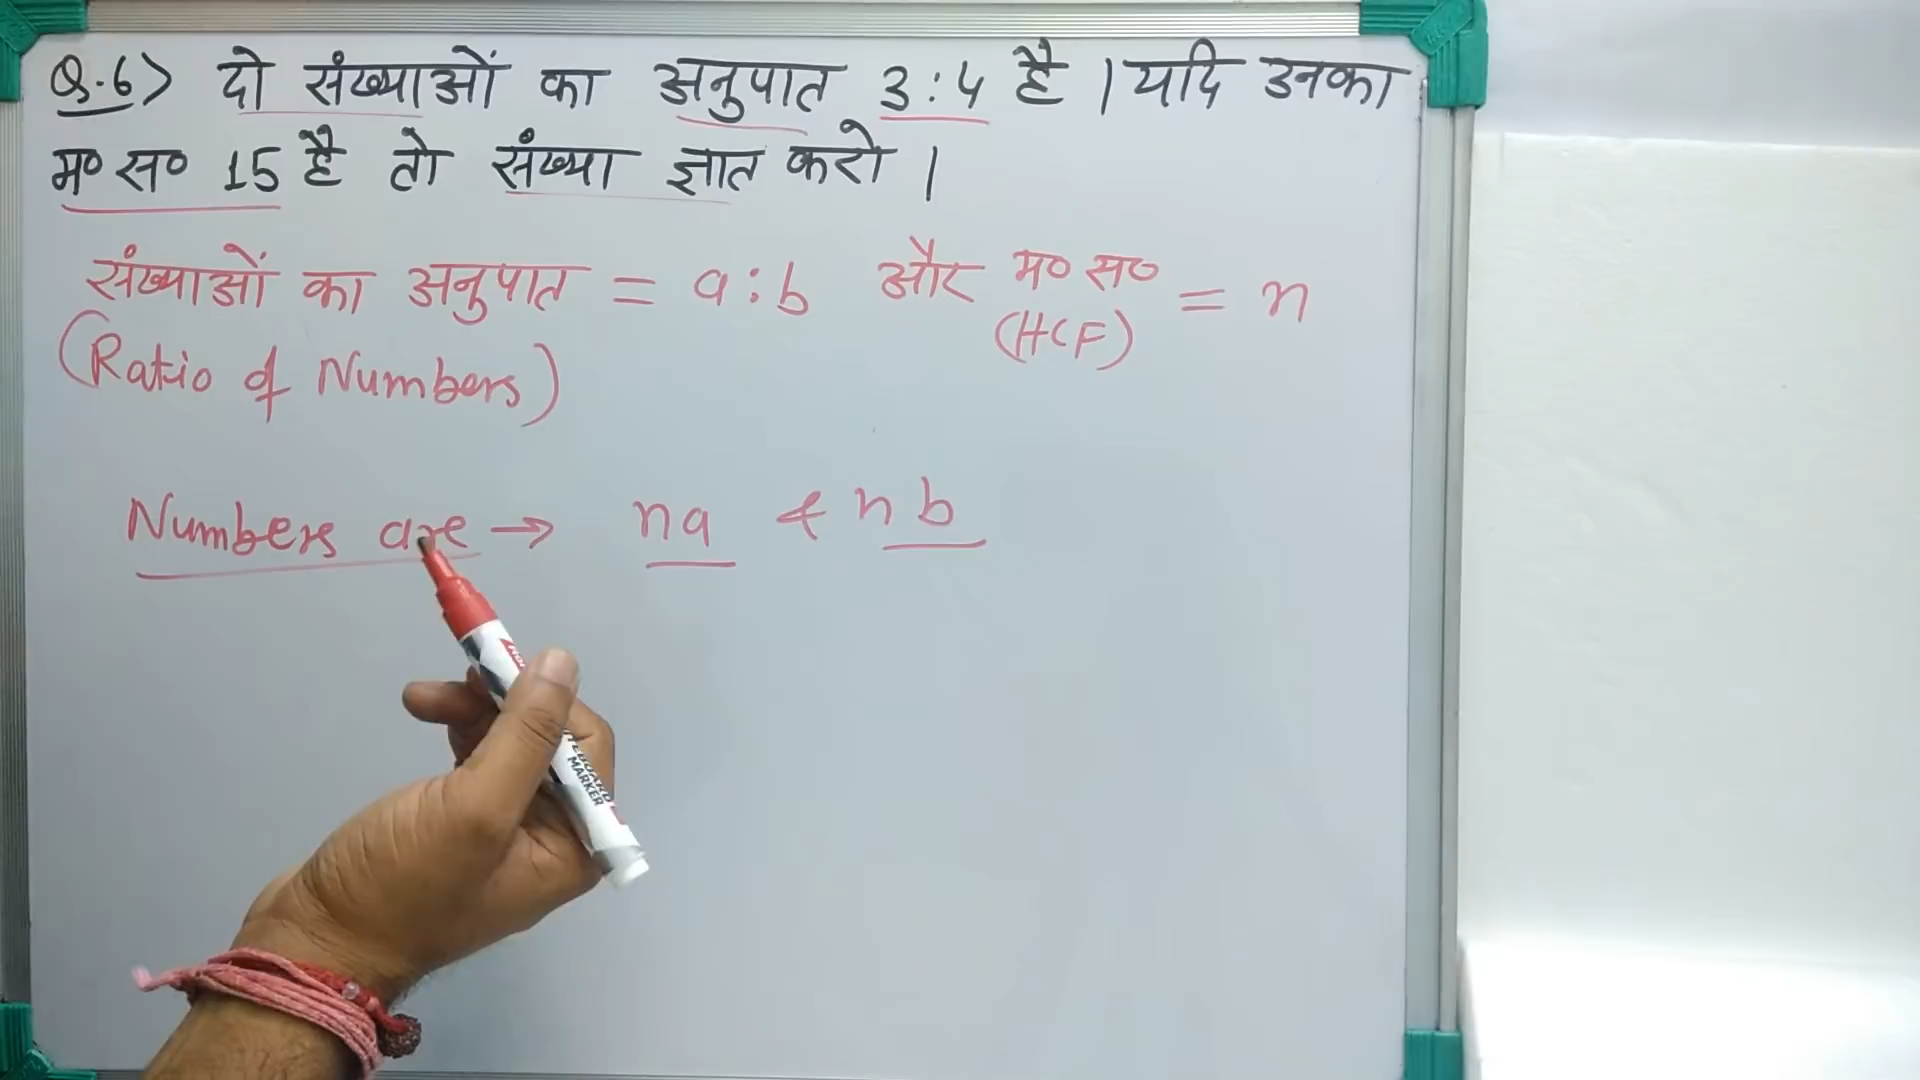 Q.6> दो संख्याओं का अनुपात 3:4 है। यदि उनका
म० स० 15 है तो संख्या ज्ञात करो।
संख्याओं का अनुपात = a:b और म० स० = n
(Ratio of Numbers) (HCF)
Numbers are → na & nb
MARKER